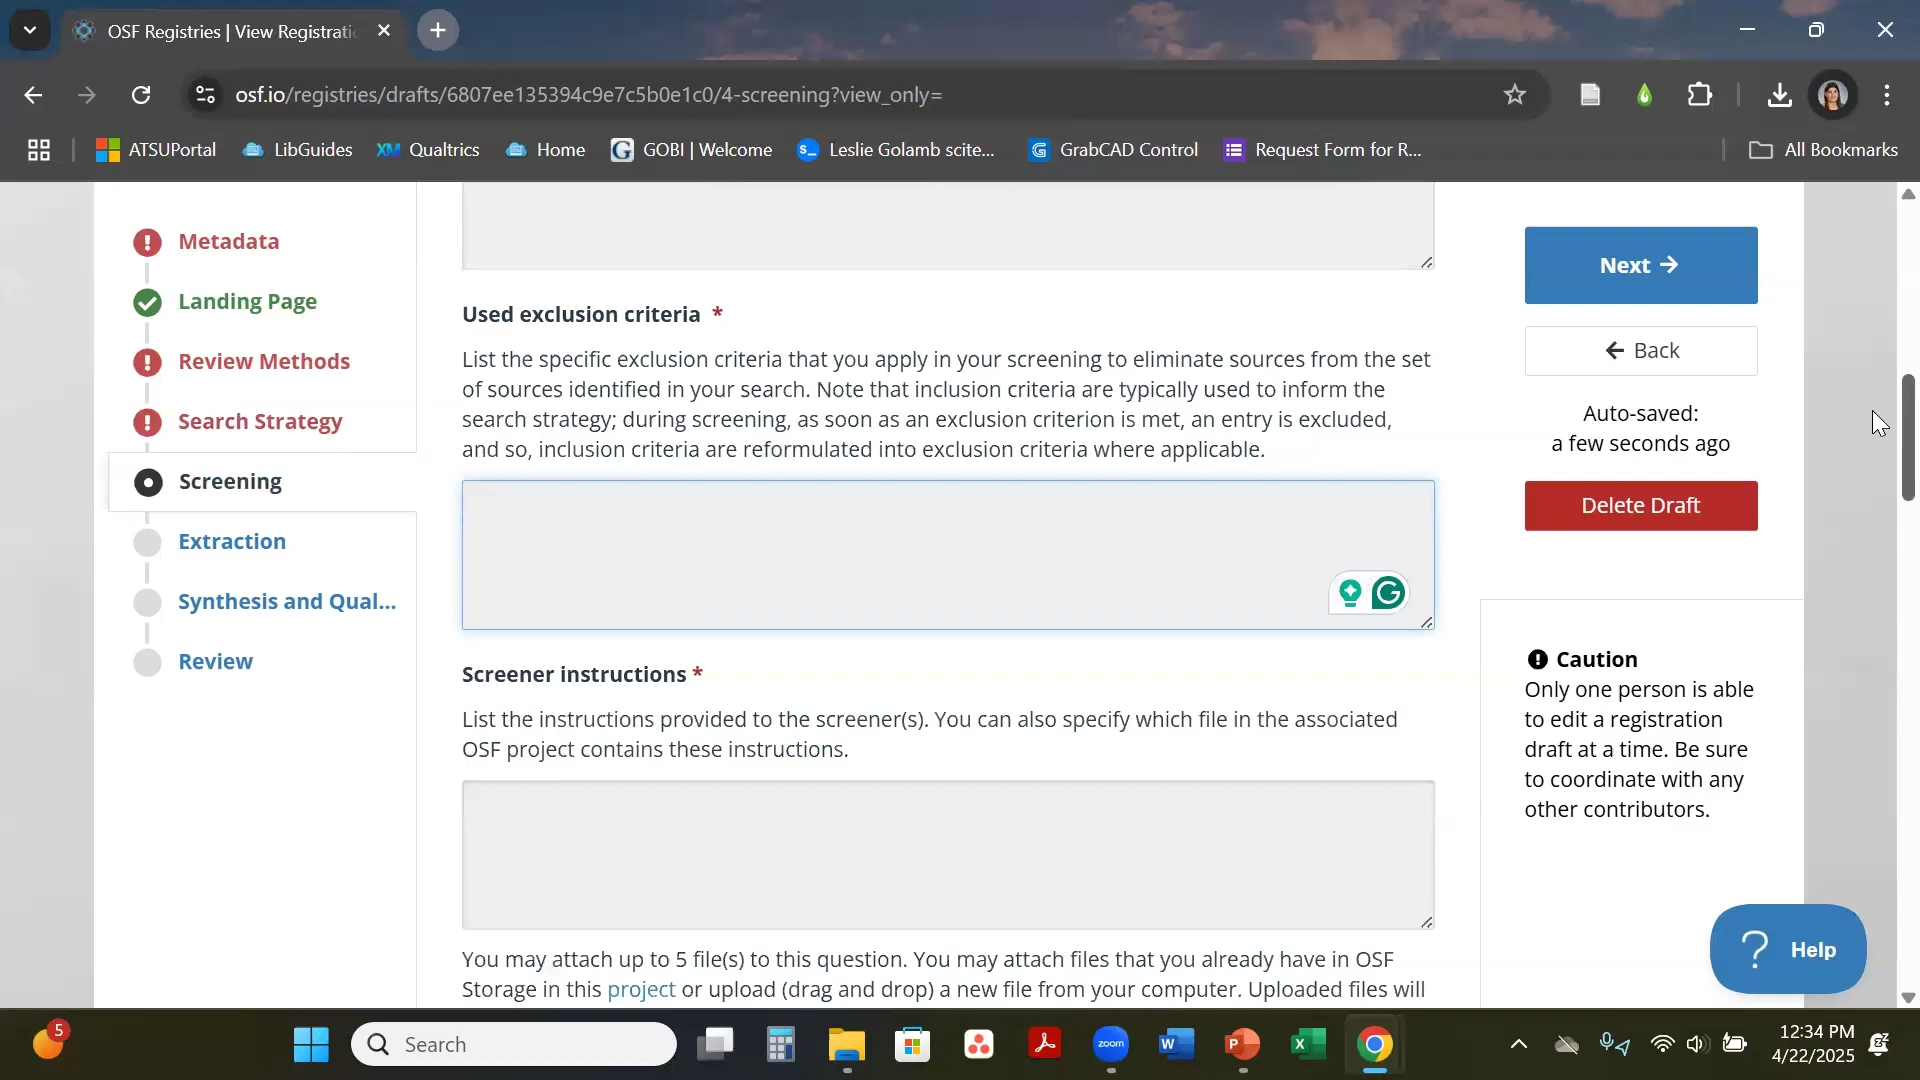 OSF Registries | View Registrati
osf.io/registries/drafts/6807ee135394c9e7c5b0e1c0/4-screening?view_only=
ATSUPortal
LibGuides
Qualtrics
Home
GOBI | Welcome
Leslie Golamb scite...
GrabCAD Control
Request Form for R...
All Bookmarks
Metadata
Landing Page
Review Methods
Search Strategy
Screening
Extraction
Synthesis and Qual...
Review
Used exclusion criteria *
List the specific exclusion criteria that you apply in your screening to eliminate sources from the set
of sources identified in your search. Note that inclusion criteria are typically used to inform the
search strategy; during screening, as soon as an exclusion criterion is met, an entry is excluded,
and so, inclusion criteria are reformulated into exclusion criteria where applicable.
Screener instructions *
List the instructions provided to the screener(s). You can also specify which file in the associated
OSF project contains these instructions.
You may attach up to 5 file(s) to this question. You may attach files that you already have in OSF
Storage in this project or upload (drag and drop) a new file from your computer. Uploaded files will
Next
Back
Auto-saved:
a few seconds ago
Delete Draft
Caution
Only one person is able
to edit a registration
draft at a time. Be sure
to coordinate with any
other contributors.
Help
5
Search
zoom
12:34 PM
4/22/2025